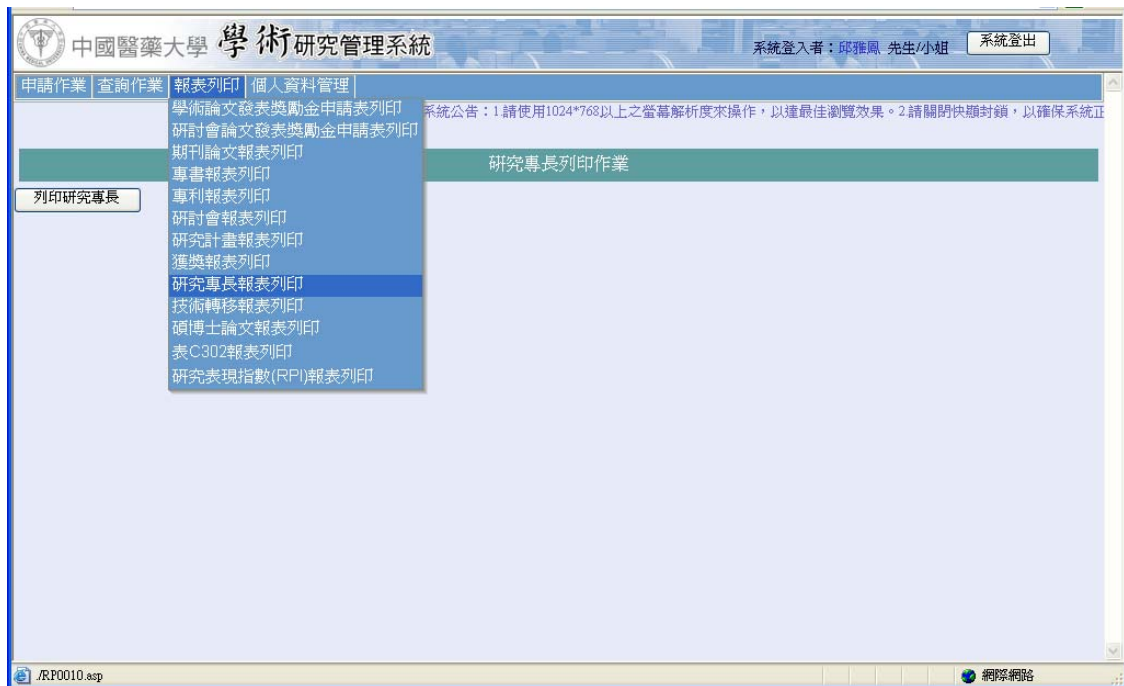 中國醫藥大學 學術研究管理系統
系統登入者：邱雅鳳 先生/小姐 系統登出
申請作業 查詢作業 報表列印 個人資料管理
系統公告：1.請使用1024*768以上之螢幕解析度來操作，以達最佳瀏覽效果。2.請關閉快顯封鎖，以確保系統正
研究專長列印作業
列印研究專長
學術論文發表獎勵金申請表列印
研討會論文發表獎勵金申請表列印
期刊論文報表列印
專書報表列印
專利報表列印
研討會報表列印
研究計畫報表列印
獲獎報表列印
研究專長報表列印
技術轉移報表列印
碩博士論文報表列印
表C302報表列印
研究表現指數(RPI)報表列印
./RP0010.asp 網際網路